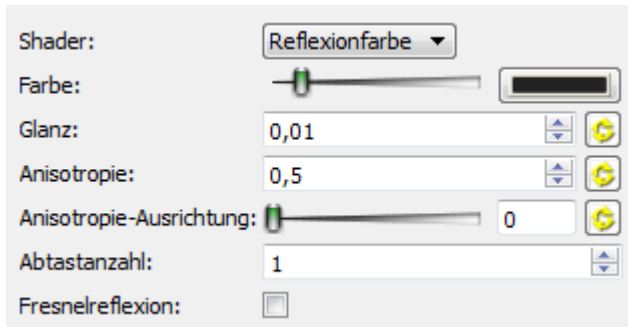 Shader: Reflexionfarbe
Farbe:
Glanz: 0,01
Anisotropie: 0,5
Anisotropie-Ausrichtung: 0
Abtastanzahl: 1
Fresnelreflexion: